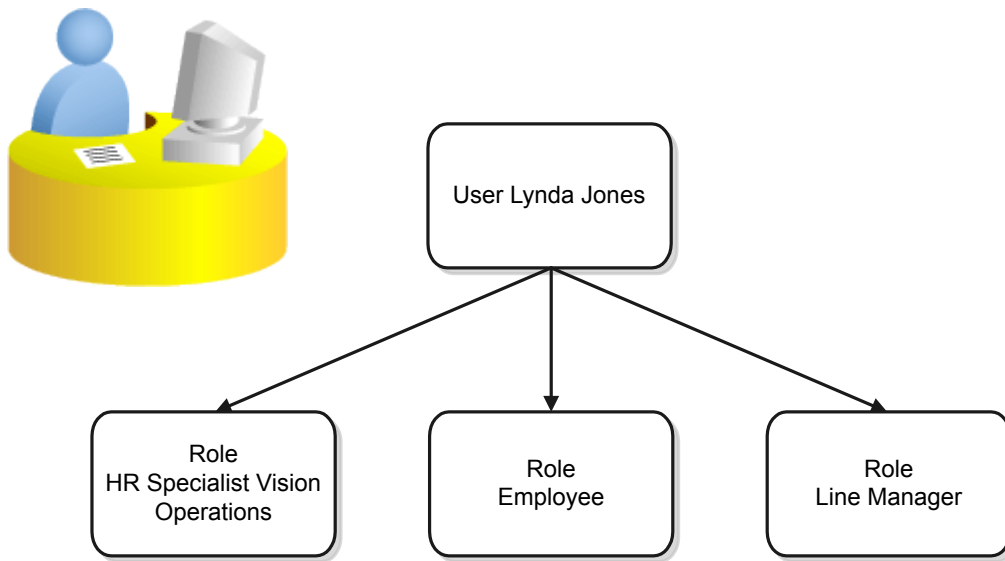 User Lynda Jones
Role
HR Specialist Vision
Operations
Role
Employee
Role
Line Manager